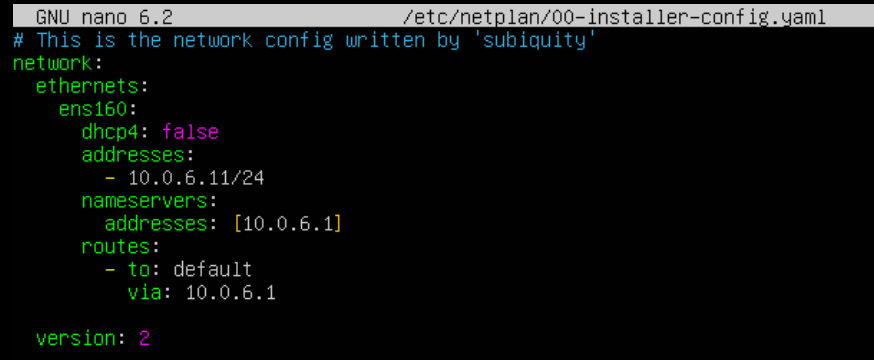 GNU nano 6.2 /etc/netplan/00-installer-config.yaml
# This is the network config written by 'subiquity'
network:
  ethernets:
    ens160:
      dhcp4: false
      addresses:
        - 10.0.6.11/24
      nameservers:
        addresses: [10.0.6.1]
      routes:
        - to: default
          via: 10.0.6.1
  version: 2